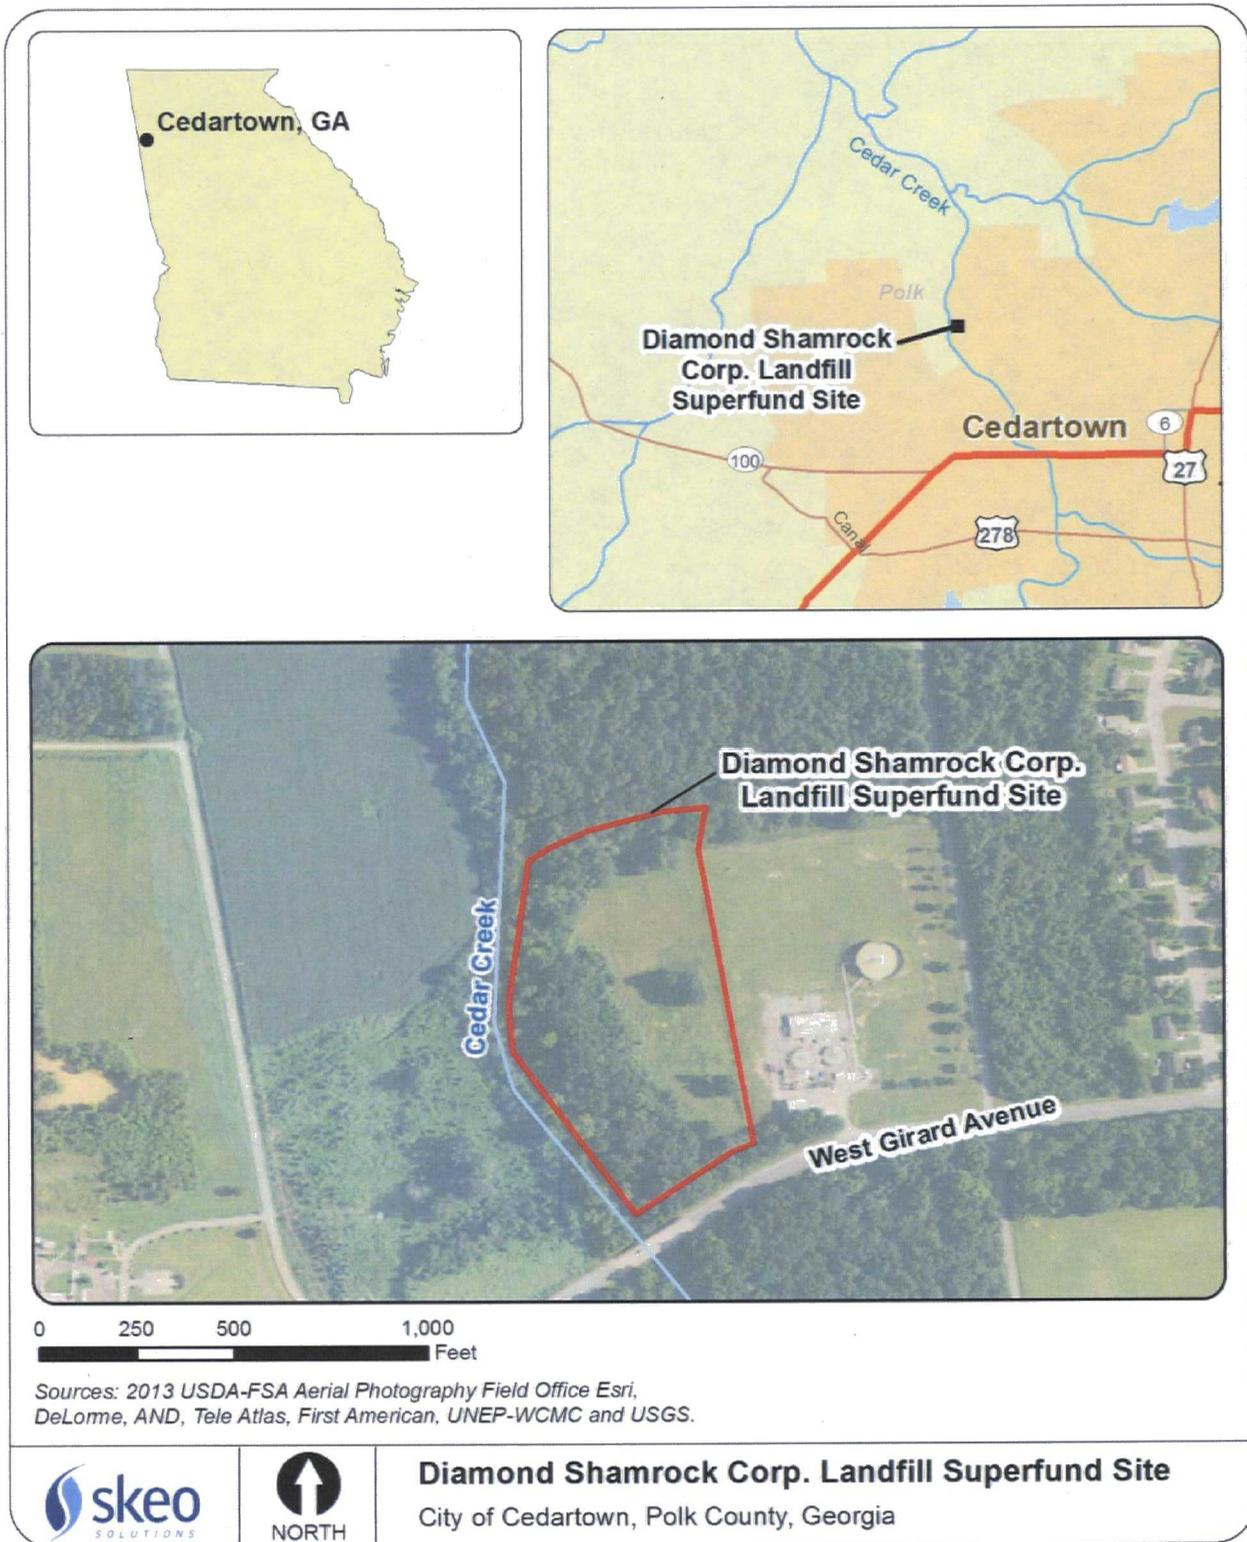 Cedartown, GA
Cedar Creek
Polk
Diamond Shamrock
Corp. Landfill
Superfund Site
Cedartown
6
27
100
Canal
278
Diamond Shamrock Corp.
Landfill Superfund Site
Cedar Creek
West Girard Avenue
0 250 500 1,000
Feet
Sources: 2013 USDA-FSA Aerial Photography Field Office Esri,
DeLorme, AND, Tele Atlas, First American, UNEP-WCMC and USGS.
skeo
SOLUTIONS
NORTH
Diamond Shamrock Corp. Landfill Superfund Site
City of Cedartown, Polk County, Georgia